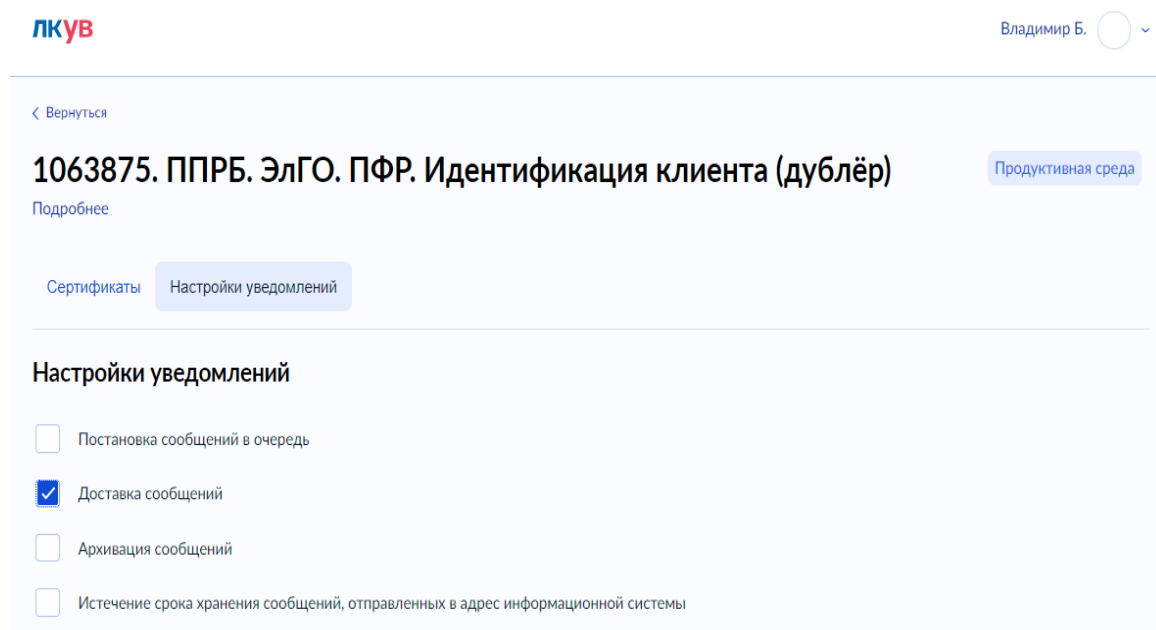 ЛКУВ
Владимир Б.
Вернуться
1063875. ППРБ. ЭлГО. ПФР. Идентификация клиента (дублёр)
Продуктивная среда
Подробнее
Сертификаты
Настройки уведомлений
Настройки уведомлений
Постановка сообщений в очередь
Доставка сообщений
Архивация сообщений
Истечение срока хранения сообщений, отправленных в адрес информационной системы